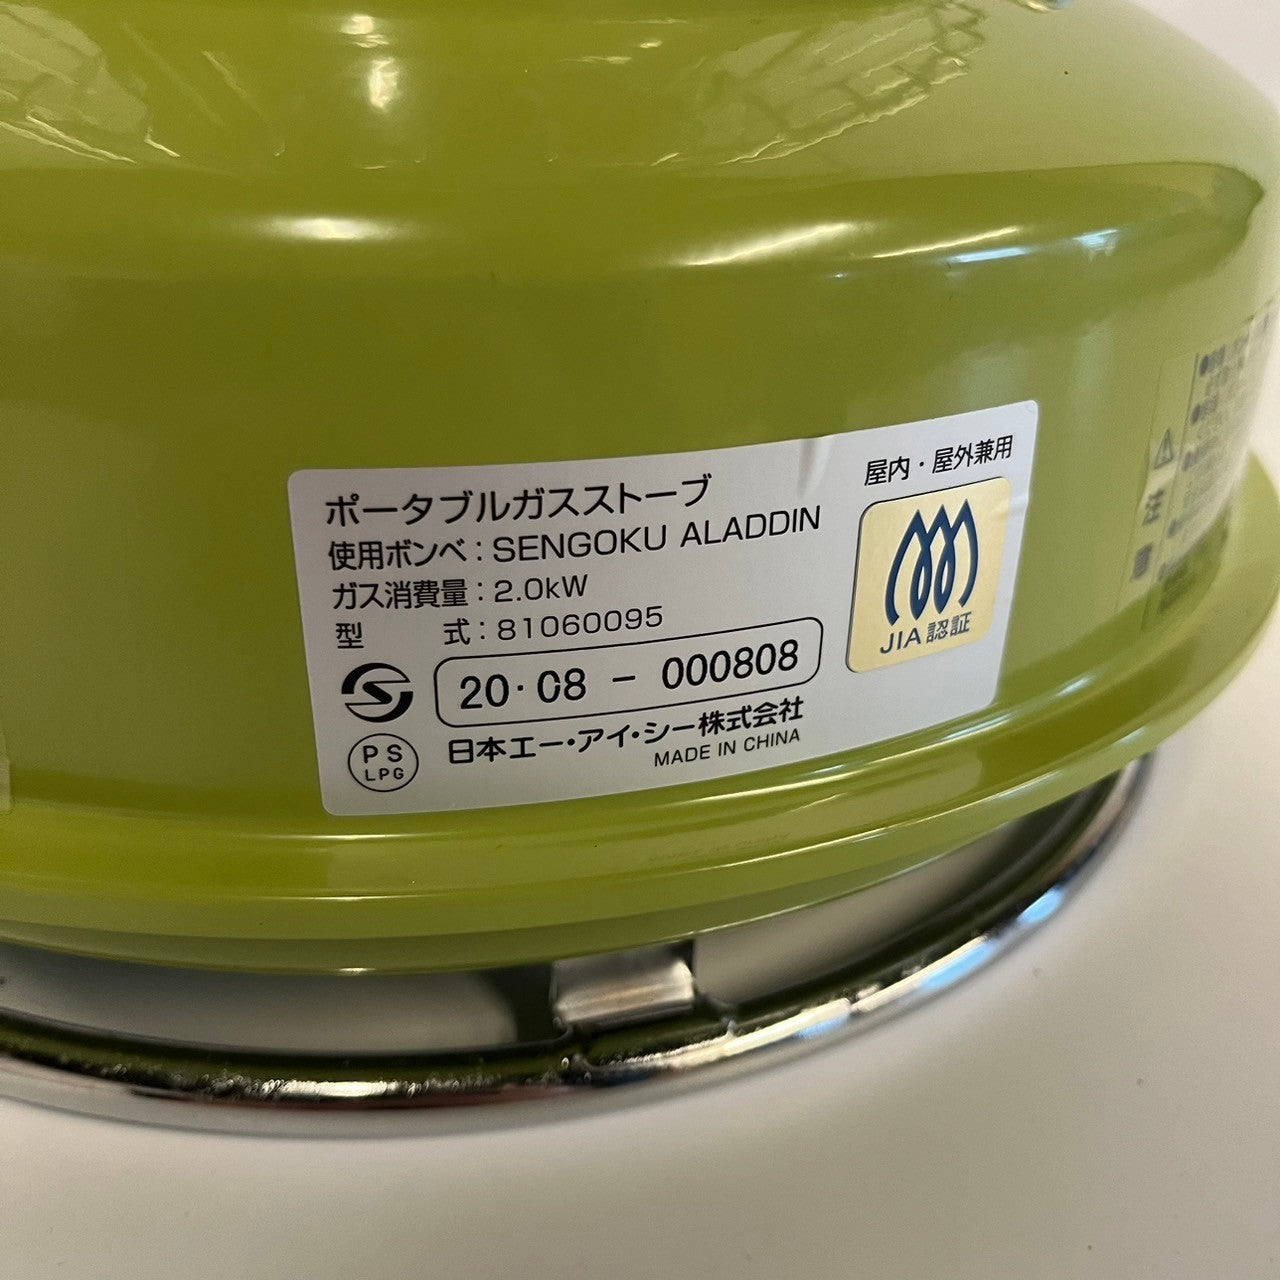 ポータブルガスストーブ
屋内・屋外兼用
使用ボンベ：SENGOKU ALADDIN
ガス消費量：2.0kW
型 式：81060095
JIA認証
20・08 － 000808
日本エー・アイ・シー株式会社
MADE IN CHINA
PS
LPG
注
意